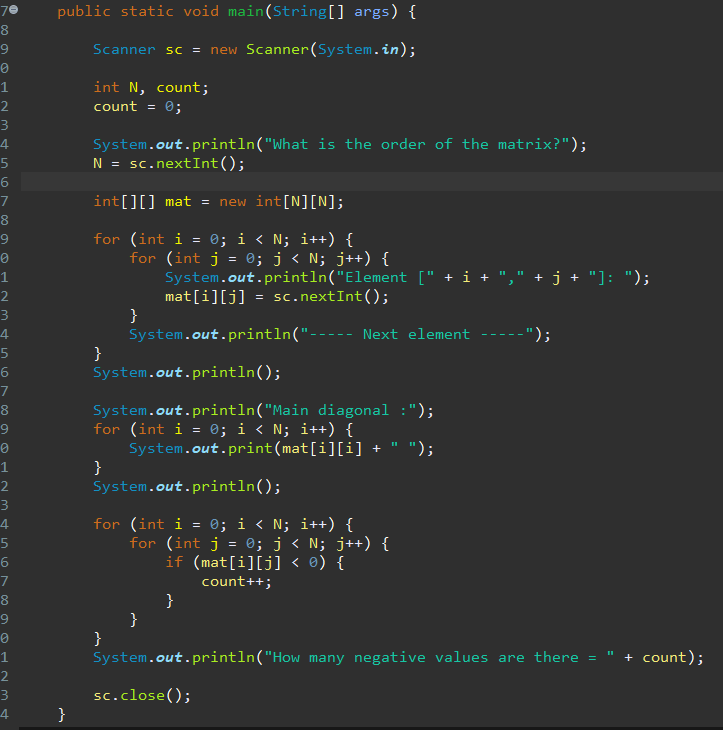 7 public static void main(String[] args) {
8
9 Scanner sc = new Scanner(System.in);
0
1 int N, count;
2 count = 0;
3
4 System.out.println("What is the order of the matrix?");
5 N = sc.nextInt();
6
7 int[][] mat = new int[N][N];
8
9 for (int i = 0; i < N; i++) {
0 for (int j = 0; j < N; j++) {
1 System.out.println("Element [" + i + "," + j + "]: ");
2 mat[i][j] = sc.nextInt();
3 }
4 System.out.println("----- Next element -----");
5 }
6 System.out.println();
7
8 System.out.println("Main diagonal :");
9 for (int i = 0; i < N; i++) {
0 System.out.print(mat[i][i] + " ");
1 }
2 System.out.println();
3
4 for (int i = 0; i < N; i++) {
5 for (int j = 0; j < N; j++) {
6 if (mat[i][j] < 0) {
7 count++;
8 }
9 }
0 }
1 System.out.println("How many negative values are there = " + count);
2
3 sc.close();
4 }